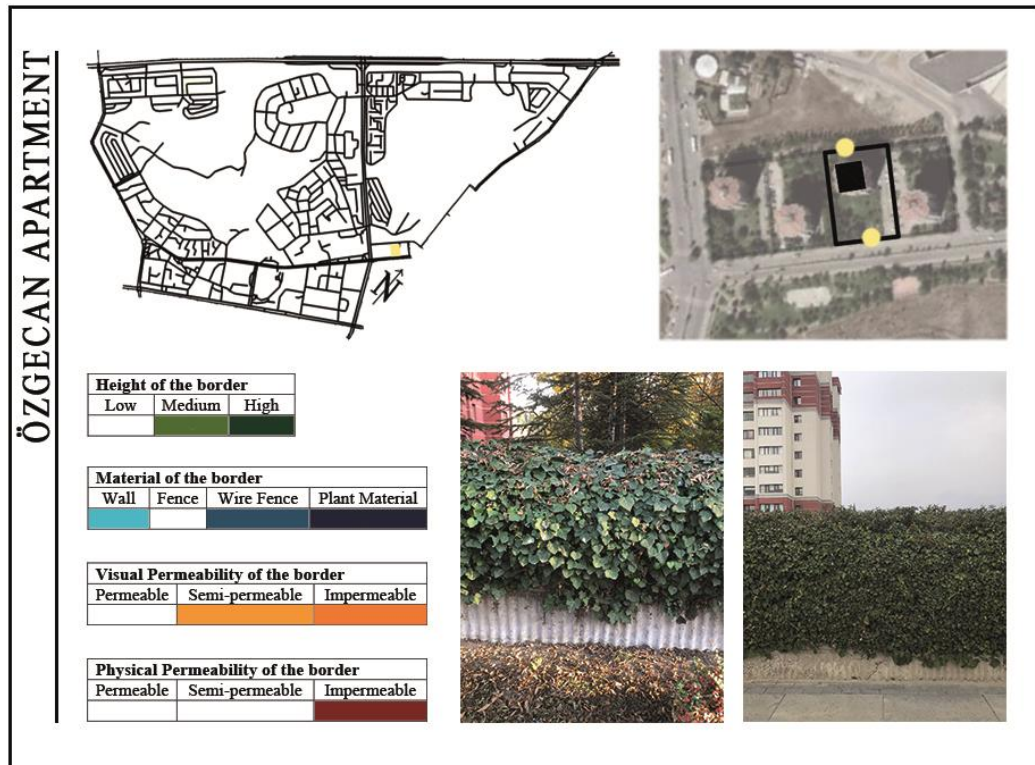 ÖZGECAN APARTMENT
N
Height of the border
Low Medium High
Material of the border
Wall Fence Wire Fence Plant Material
Visual Permeability of the border
Permeable Semi-permeable Impermeable
Physical Permeability of the border
Permeable Semi-permeable Impermeable